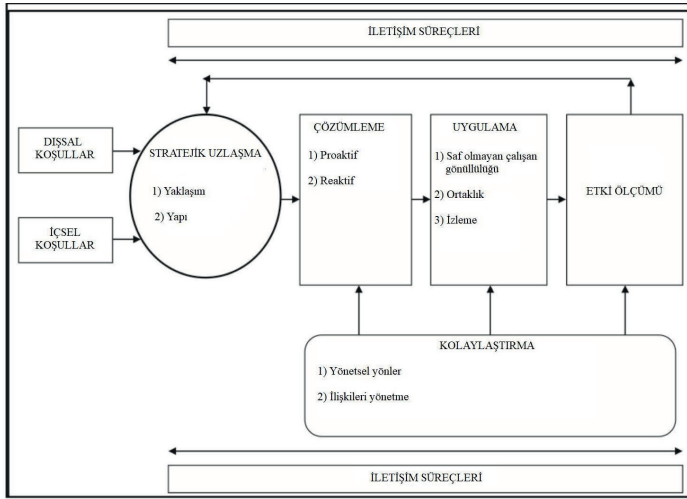 İLETİŞİM SÜREÇLERİ
DIŞSAL
KOŞULLAR
İÇSEL
KOŞULLAR
STRATEJİK UZLAŞMA
1) Yaklaşım
2) Yapı
ÇÖZÜMLEME
1) Proaktif
2) Reaktif
UYGULAMA
1) Saf olmayan çalışan
gönüllülüğü
2) Ortaklık
3) İzleme
ETKİ ÖLÇÜMÜ
KOLAYLAŞTIRMA
1) Yönetsel yönler
2) İlişkileri yönetme
İLETİŞİM SÜREÇLERİ